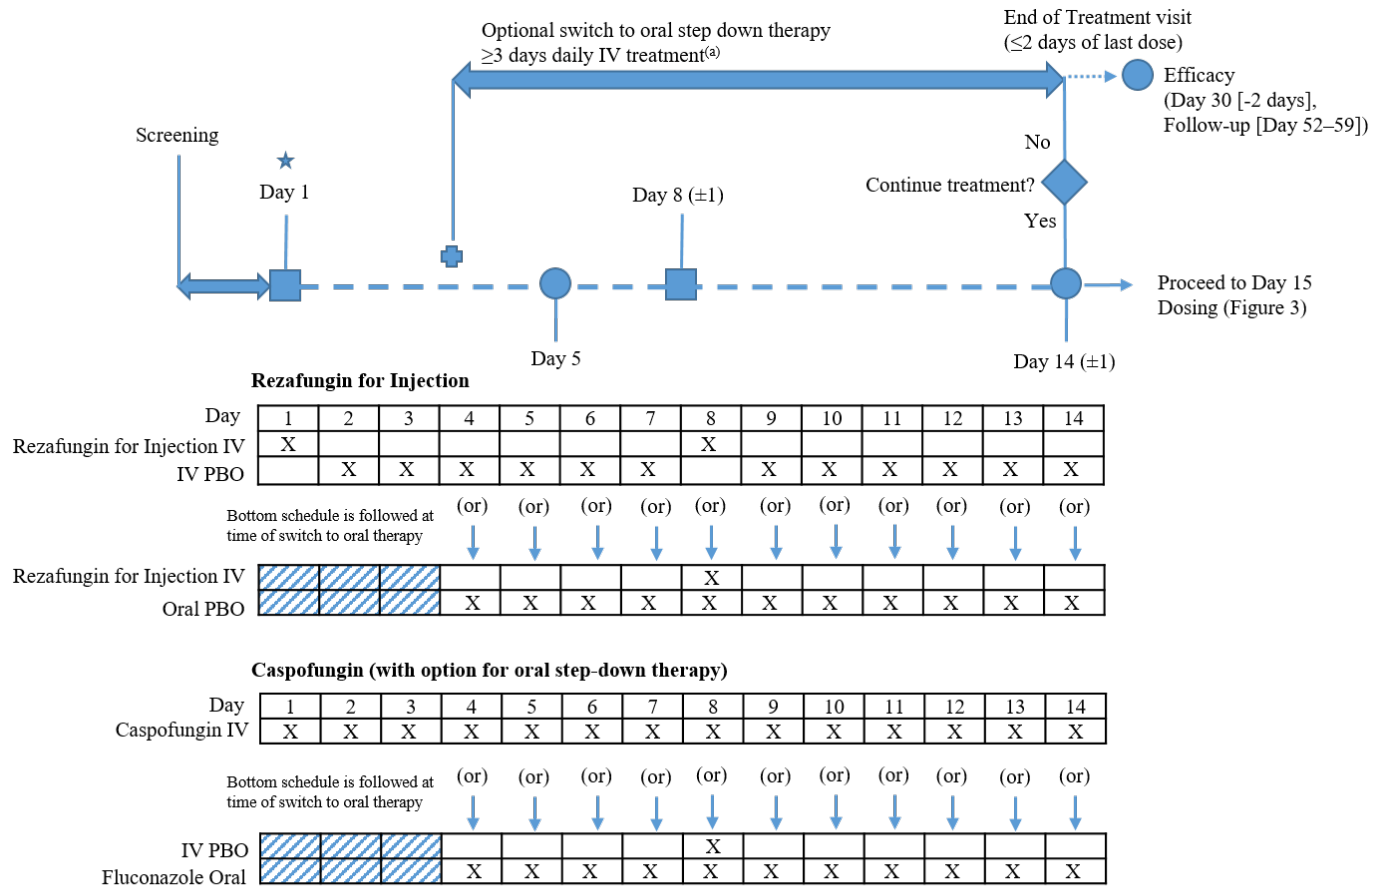 Optional switch to oral step down therapy
≥3 days daily IV treatment(a)
End of Treatment visit
(≤2 days of last dose)
Efficacy
(Day 30 [-2 days],
Follow-up [Day 52–59])
Screening
Day 1
Day 8 (±1)
No
Continue treatment?
Yes
Proceed to Day 15
Dosing (Figure 3)
Day 5
Day 14 (±1)
Rezafungin for Injection
Day 1 2 3 4 5 6 7 8 9 10 11 12 13 14
Rezafungin for Injection IV X X
IV PBO X X X X X X X X X X X X
(or) (or) (or) (or) (or) (or) (or) (or) (or) (or) (or)
Bottom schedule is followed at
time of switch to oral therapy
Rezafungin for Injection IV X
Oral PBO X X X X X X X X X X X
Caspofungin (with option for oral step-down therapy)
Day 1 2 3 4 5 6 7 8 9 10 11 12 13 14
Caspofungin IV X X X X X X X X X X X X X X
(or) (or) (or) (or) (or) (or) (or) (or) (or) (or) (or)
Bottom schedule is followed at
time of switch to oral therapy
IV PBO X
Fluconazole Oral X X X X X X X X X X X